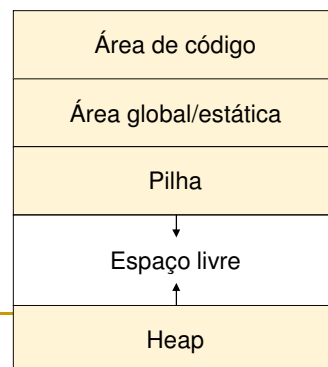 Área de código
Área global/estática
Pilha
Espaço livre
Heap